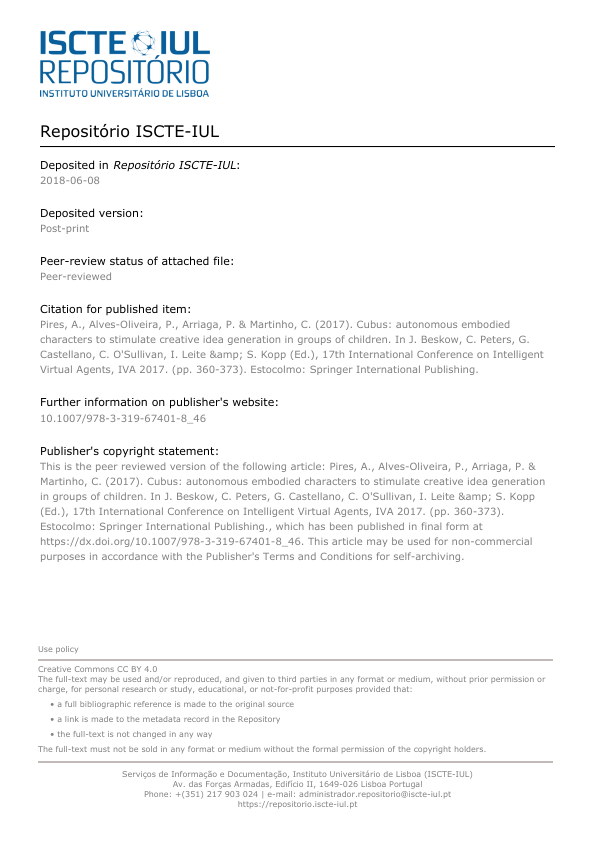 ISCTE IUL
REPOSITÓRIO
INSTITUTO UNIVERSITÁRIO DE LISBOA
Repositório ISCTE-IUL
Deposited in Repositório ISCTE-IUL:
2018-06-08
Deposited version:
Post-print
Peer-review status of attached file:
Peer-reviewed
Citation for published item:
Pires, A., Alves-Oliveira, P., Arriaga, P. & Martinho, C. (2017). Cubus: autonomous embodied
characters to stimulate creative idea generation in groups of children. In J. Beskow, C. Peters, G.
Castellano, C. O'Sullivan, I. Leite &amp; S. Kopp (Ed.), 17th International Conference on Intelligent
Virtual Agents, IVA 2017. (pp. 360-373). Estocolmo: Springer International Publishing.
Further information on publisher's website:
10.1007/978-3-319-67401-8_46
Publisher's copyright statement:
This is the peer reviewed version of the following article: Pires, A., Alves-Oliveira, P., Arriaga, P. &
Martinho, C. (2017). Cubus: autonomous embodied characters to stimulate creative idea generation
in groups of children. In J. Beskow, C. Peters, G. Castellano, C. O'Sullivan, I. Leite &amp; S. Kopp
(Ed.), 17th International Conference on Intelligent Virtual Agents, IVA 2017. (pp. 360-373).
Estocolmo: Springer International Publishing., which has been published in final form at
https://dx.doi.org/10.1007/978-3-319-67401-8_46. This article may be used for non-commercial
purposes in accordance with the Publisher's Terms and Conditions for self-archiving.
Use policy
Creative Commons CC BY 4.0
The full-text may be used and/or reproduced, and given to third parties in any format or medium, without prior permission or
charge, for personal research or study, educational, or not-for-profit purposes provided that:
• a full bibliographic reference is made to the original source
• a link is made to the metadata record in the Repository
• the full-text is not changed in any way
The full-text must not be sold in any format or medium without the formal permission of the copyright holders.
Serviços de Informação e Documentação, Instituto Universitário de Lisboa (ISCTE-IUL)
Av. das Forças Armadas, Edifício II, 1649-026 Lisboa Portugal
Phone: +(351) 217 903 024 | e-mail: administrador.repositorio@iscte-iul.pt
https://repositorio.iscte-iul.pt